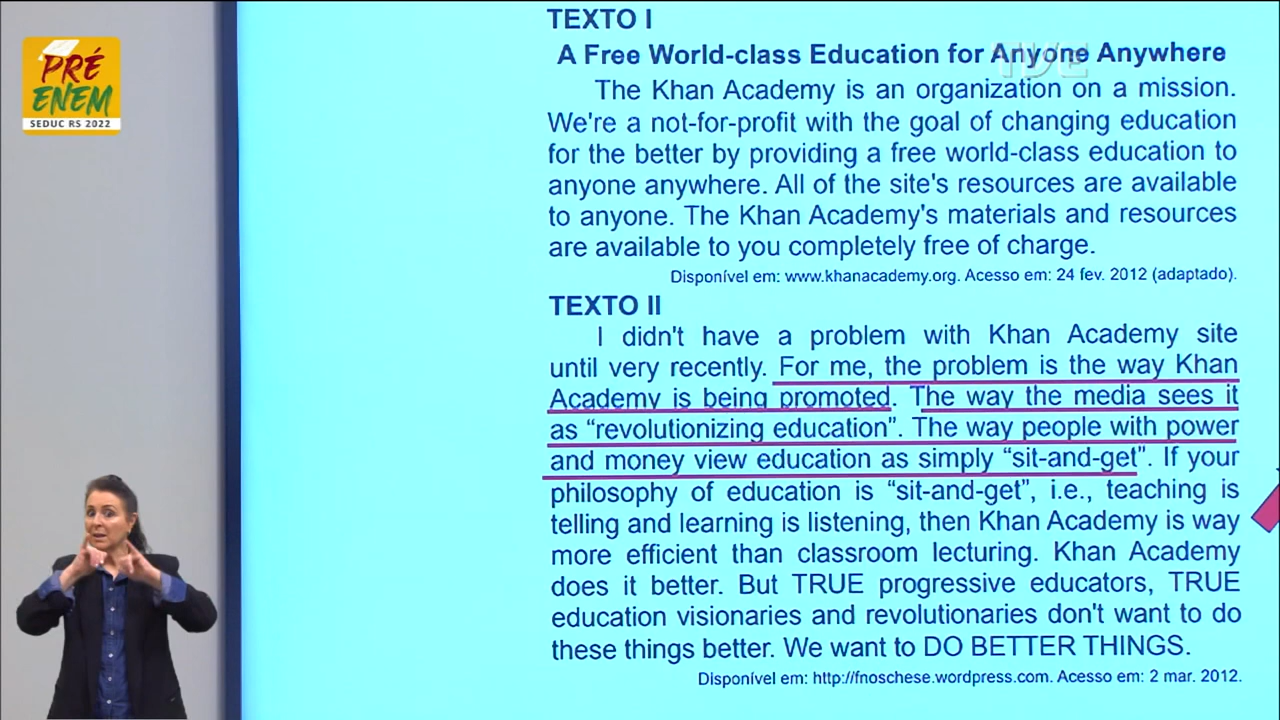 PRÉ
ENEM
SEDUC RS 2022
TVE
TEXTO I
A Free World-class Education for Anyone Anywhere
The Khan Academy is an organization on a mission.
We're a not-for-profit with the goal of changing education
for the better by providing a free world-class education to
anyone anywhere. All of the site's resources are available
to anyone. The Khan Academy's materials and resources
are available to you completely free of charge.
Disponível em: www.khanacademy.org. Acesso em: 24 fev. 2012 (adaptado).
TEXTO II
I didn't have a problem with Khan Academy site
until very recently. For me, the problem is the way Khan
Academy is being promoted. The way the media sees it
as “revolutionizing education”. The way people with power
and money view education as simply “sit-and-get”. If your
philosophy of education is “sit-and-get”, i.e., teaching is
telling and learning is listening, then Khan Academy is way
more efficient than classroom lecturing. Khan Academy
does it better. But TRUE progressive educators, TRUE
education visionaries and revolutionaries don't want to do
these things better. We want to DO BETTER THINGS.
Disponível em: http://fnoschese.wordpress.com. Acesso em: 2 mar. 2012.